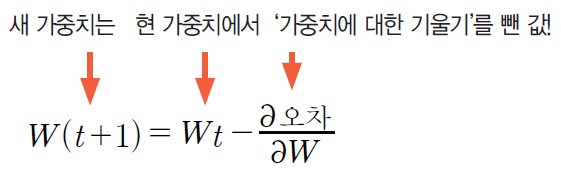 새 가중치는 현 가중치에서 '가중치에 대한 기울기'를 뺀 값!
W(t+1) = Wt − ∂오차/∂W